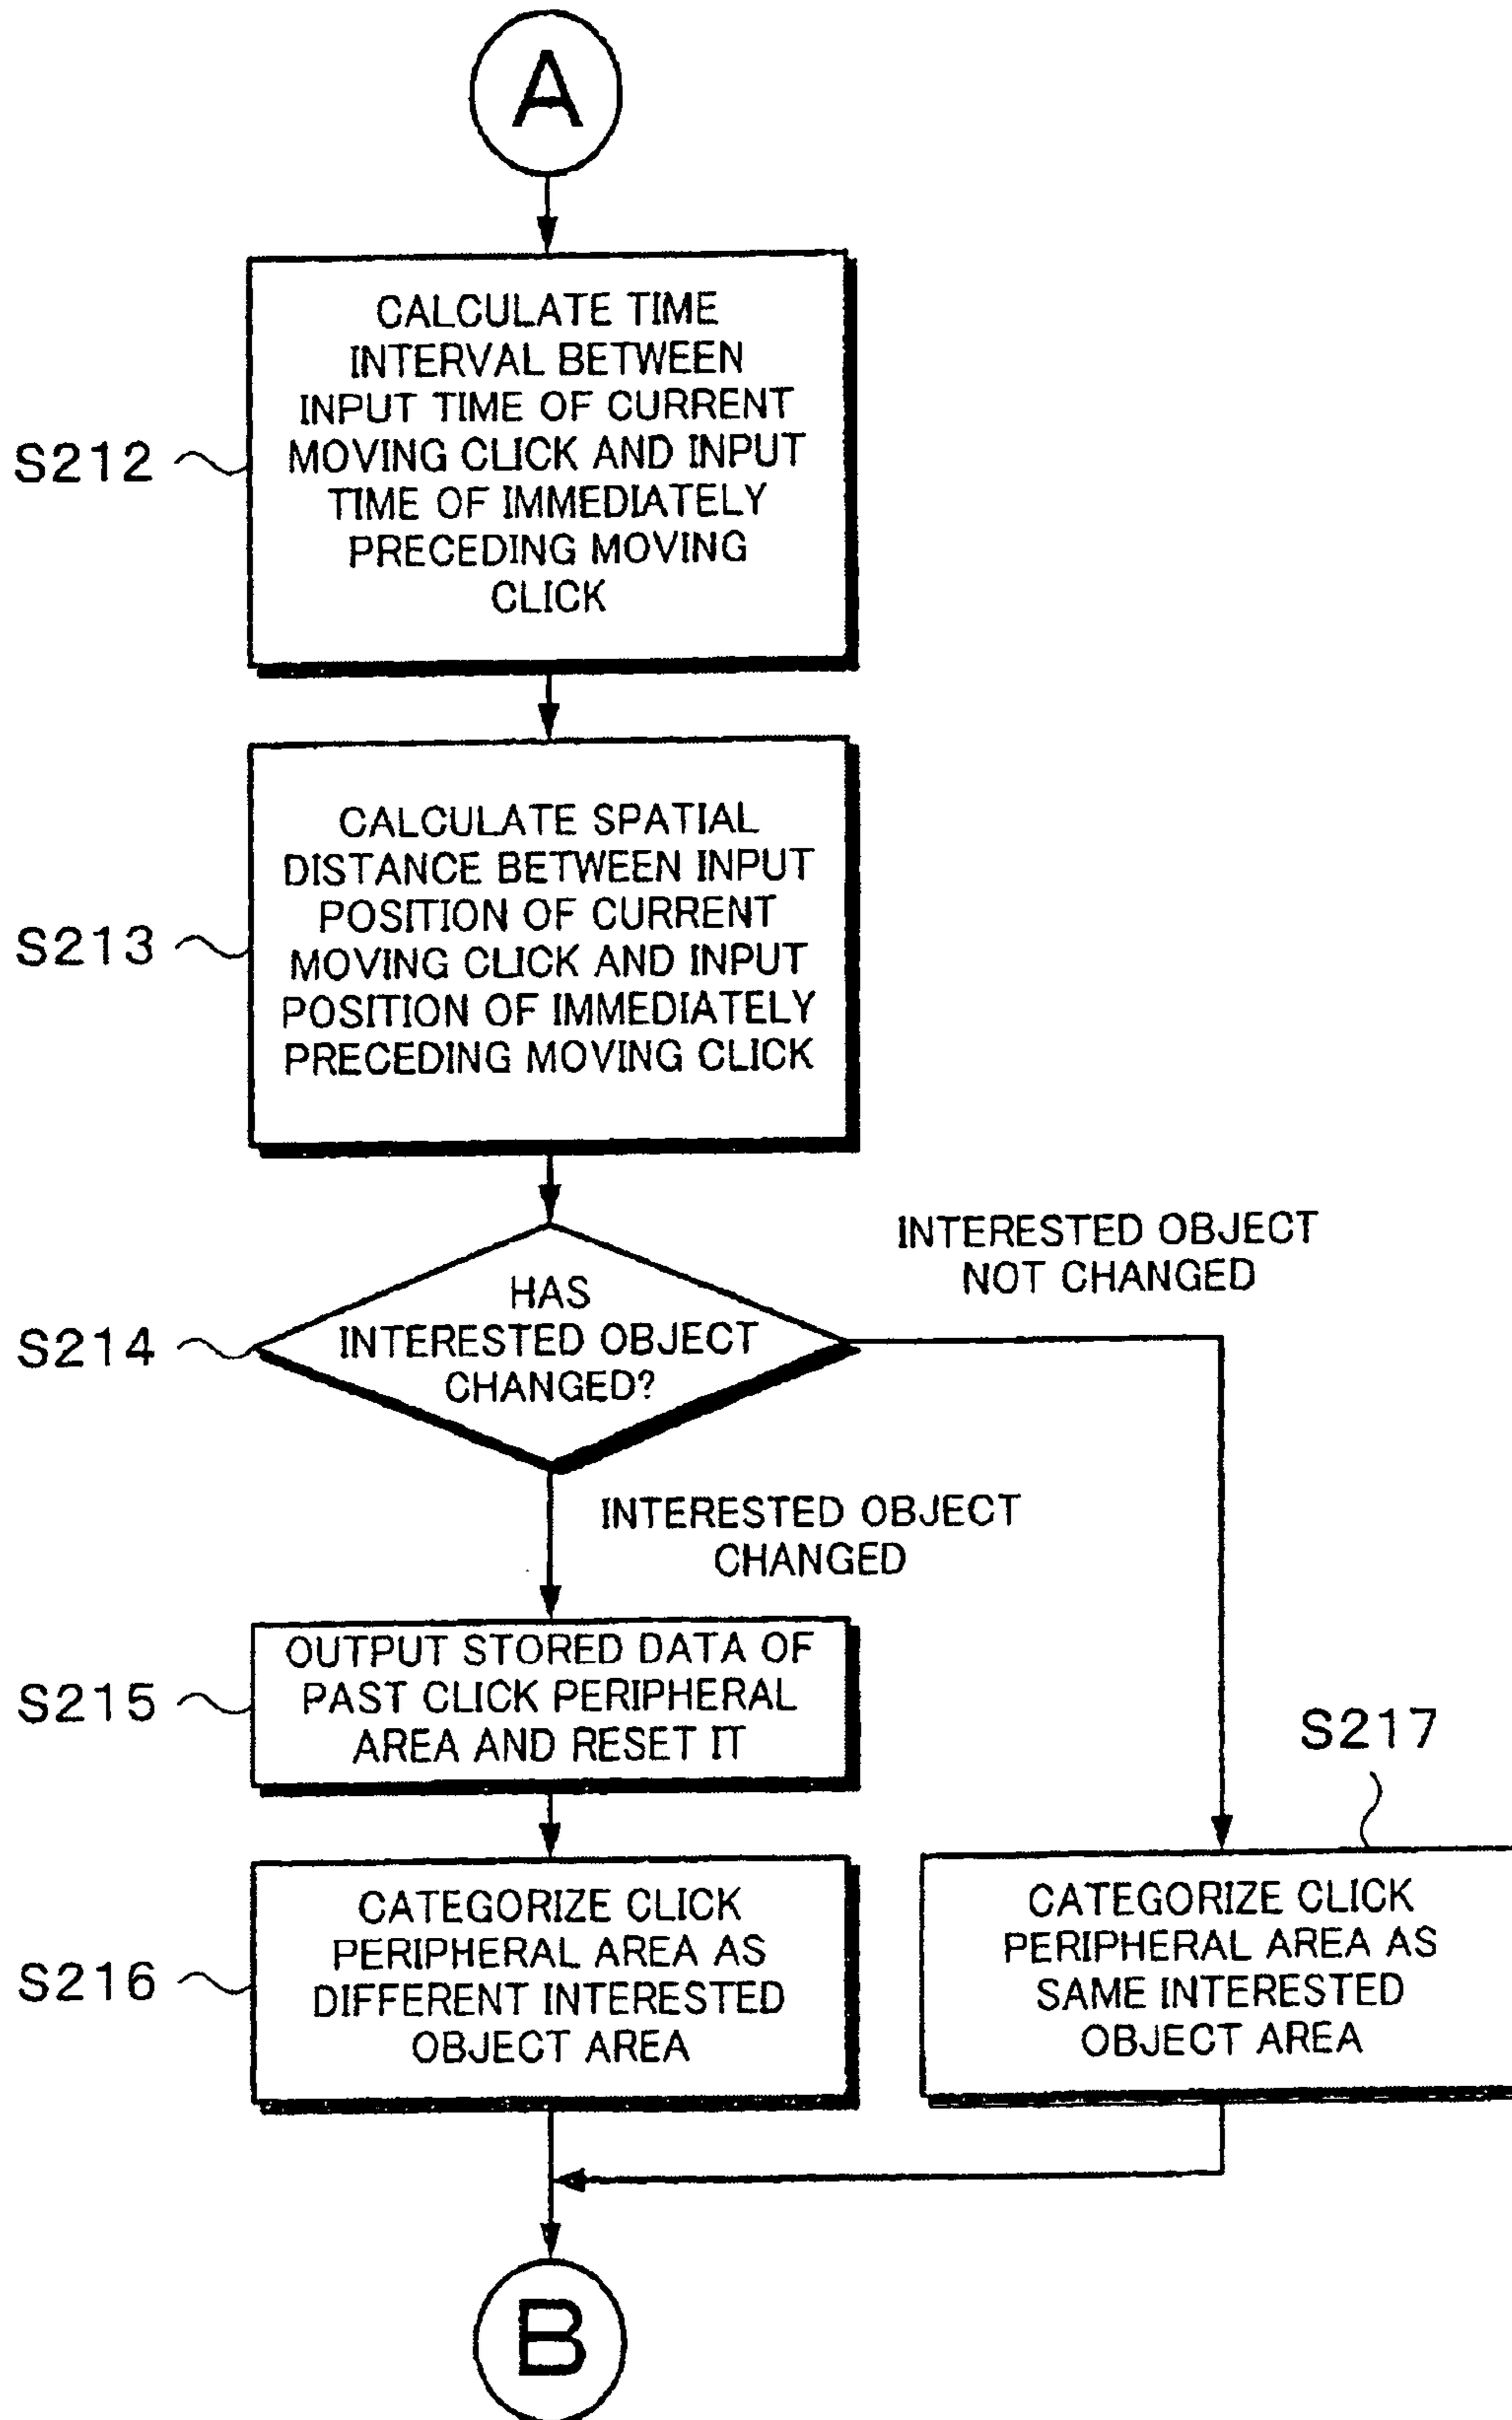 A
CALCULATE TIME
INTERVAL BETWEEN
INPUT TIME OF CURRENT
MOVING CLICK AND INPUT
TIME OF IMMEDIATELY
PRECEDING MOVING
CLICK
S212
CALCULATE SPATIAL
DISTANCE BETWEEN INPUT
POSITION OF CURRENT
MOVING CLICK AND INPUT
POSITION OF IMMEDIATELY
PRECEDING MOVING CLICK
S213
HAS
INTERESTED OBJECT
CHANGED?
S214
INTERESTED OBJECT
NOT CHANGED
INTERESTED OBJECT
CHANGED
OUTPUT STORED DATA OF
PAST CLICK PERIPHERAL
AREA AND RESET IT
S215
S217
CATEGORIZE CLICK
PERIPHERAL AREA AS
DIFFERENT INTERESTED
OBJECT AREA
S216
CATEGORIZE CLICK
PERIPHERAL AREA AS
SAME INTERESTED
OBJECT AREA
B